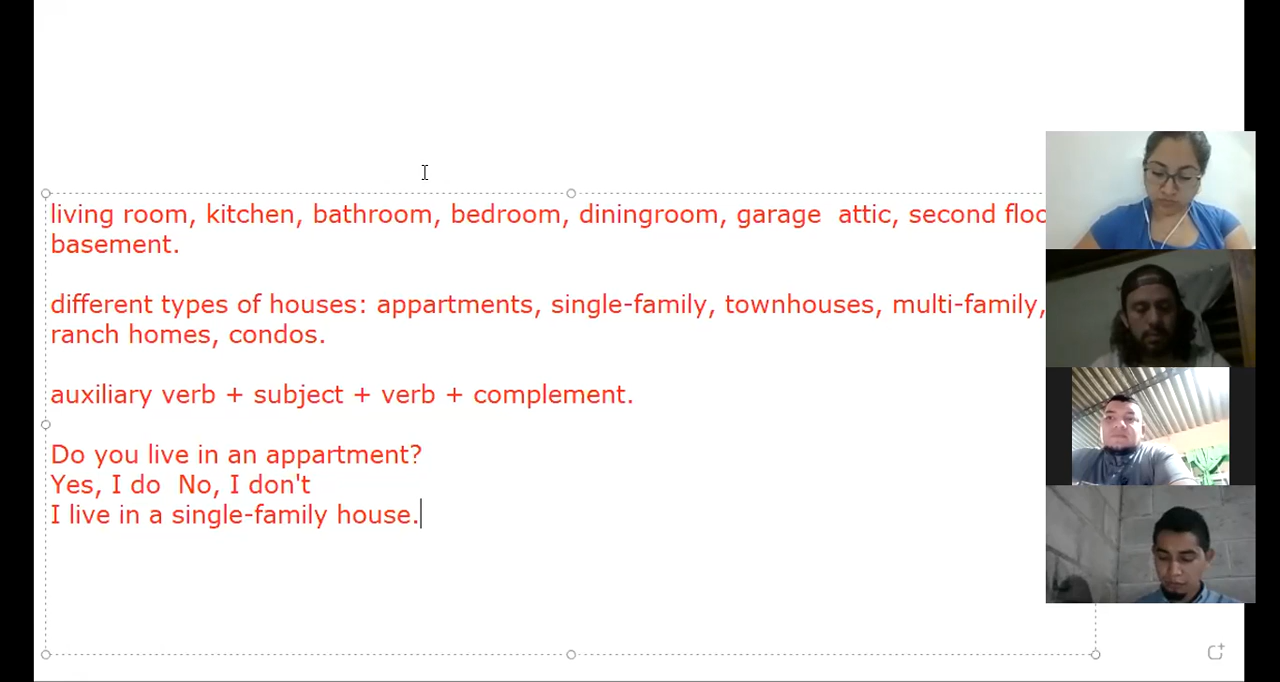 living room, kitchen, bathroom, bedroom, diningroom, garage  attic, second
basement.
different types of houses: appartments, single-family, townhouses, multi-family,
ranch homes, condos.
auxiliary verb + subject + verb + complement.
Do you live in an appartment?
Yes, I do  No, I don't
I live in a single-family house.